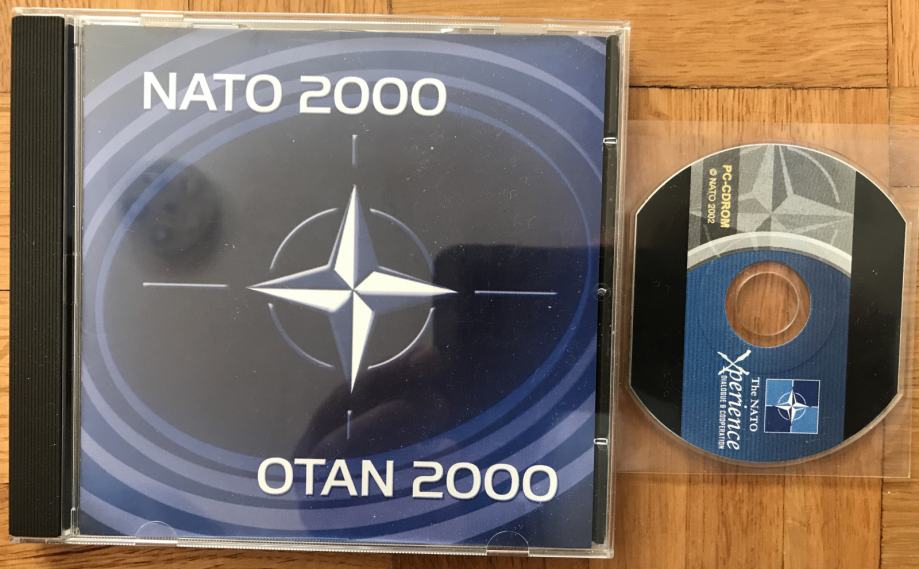 NATO 2000
OTAN 2000
PC-CDROM
© NATO 2002
The NATO
Xperience
DIALOGUE & COOPERATION